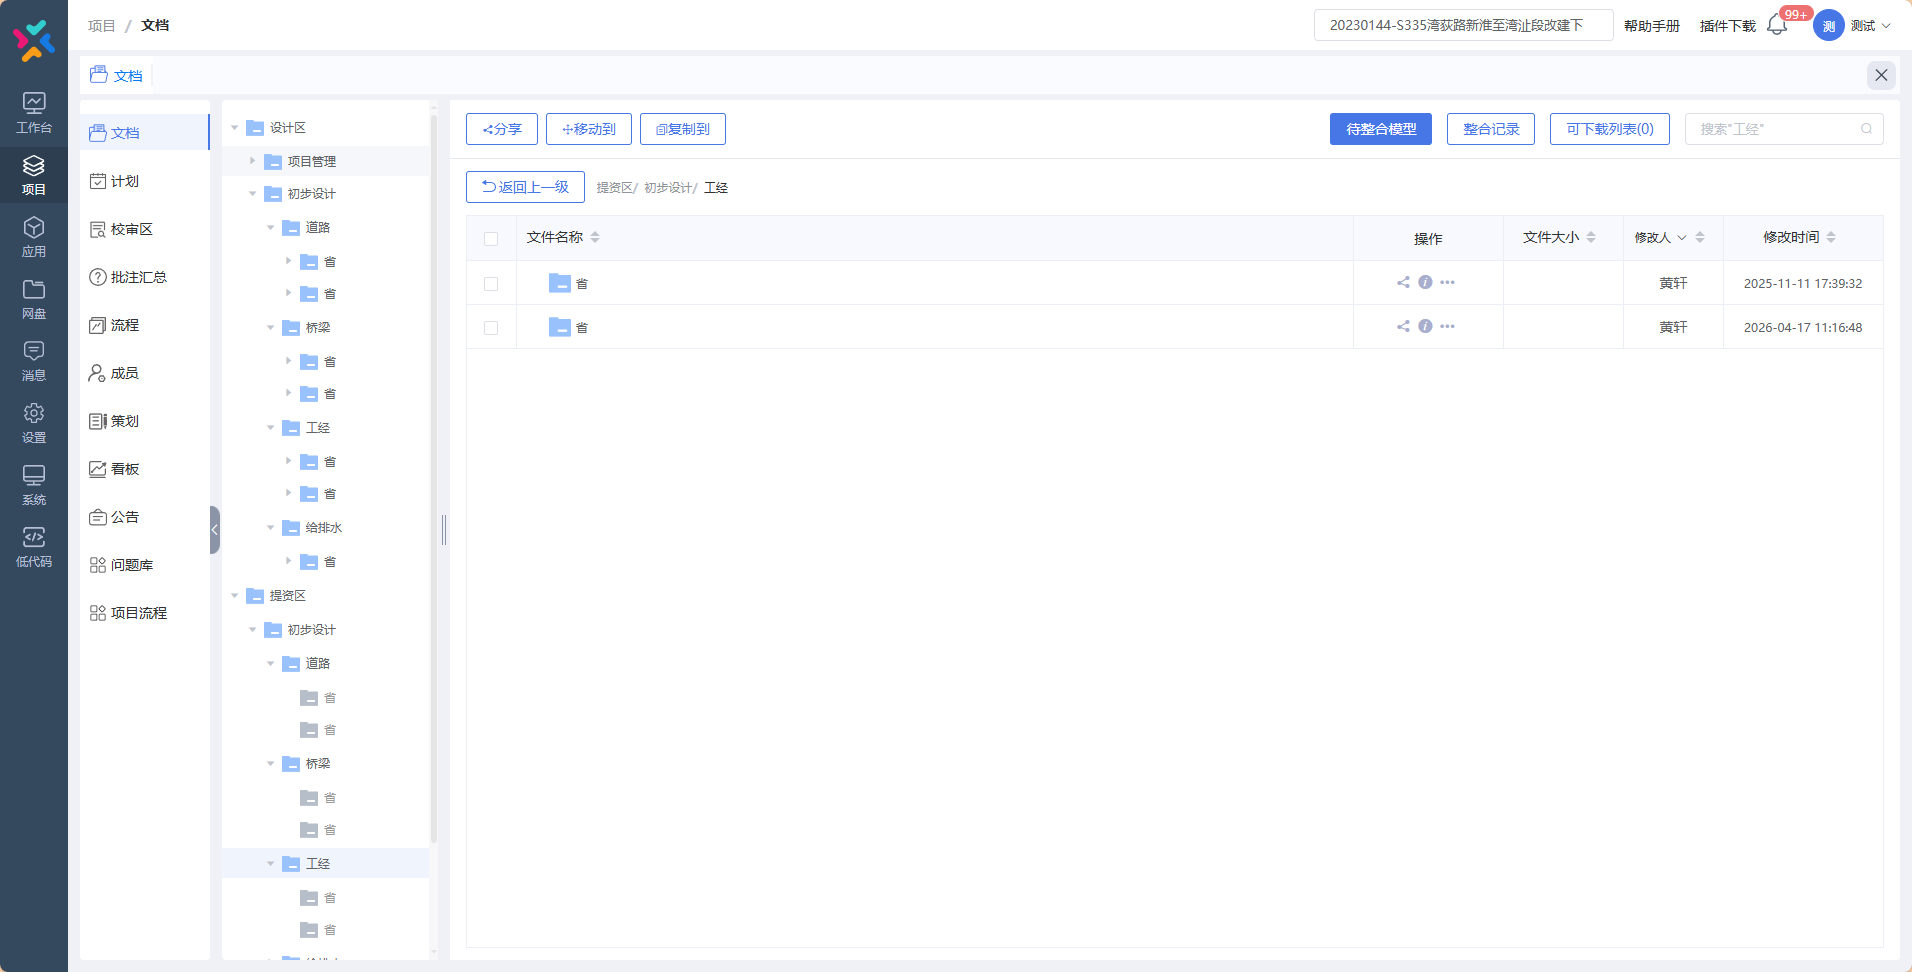 项目 / 文档
20230144-S335湾荻路新淮至湾沚段改建下
帮助手册
插件下载
99+
测
测试
工作台
项目
应用
网盘
消息
设置
系统
低代码
文档
文档
计划
校审区
批注汇总
流程
成员
策划
看板
公告
问题库
项目流程
设计区
项目管理
初步设计
道路
省
省
桥梁
省
省
工经
省
省
给排水
省
提资区
初步设计
道路
省
省
桥梁
省
省
工经
省
省
分享
移动到
复制到
待整合模型
整合记录
可下载列表(0)
搜索"工经"
返回上一级
提资区/ 初步设计/ 工经
文件名称 操作 文件大小 修改人 修改时间
省 黄轩 2025-11-11 17:39:32
省 黄轩 2026-04-17 11:16:48